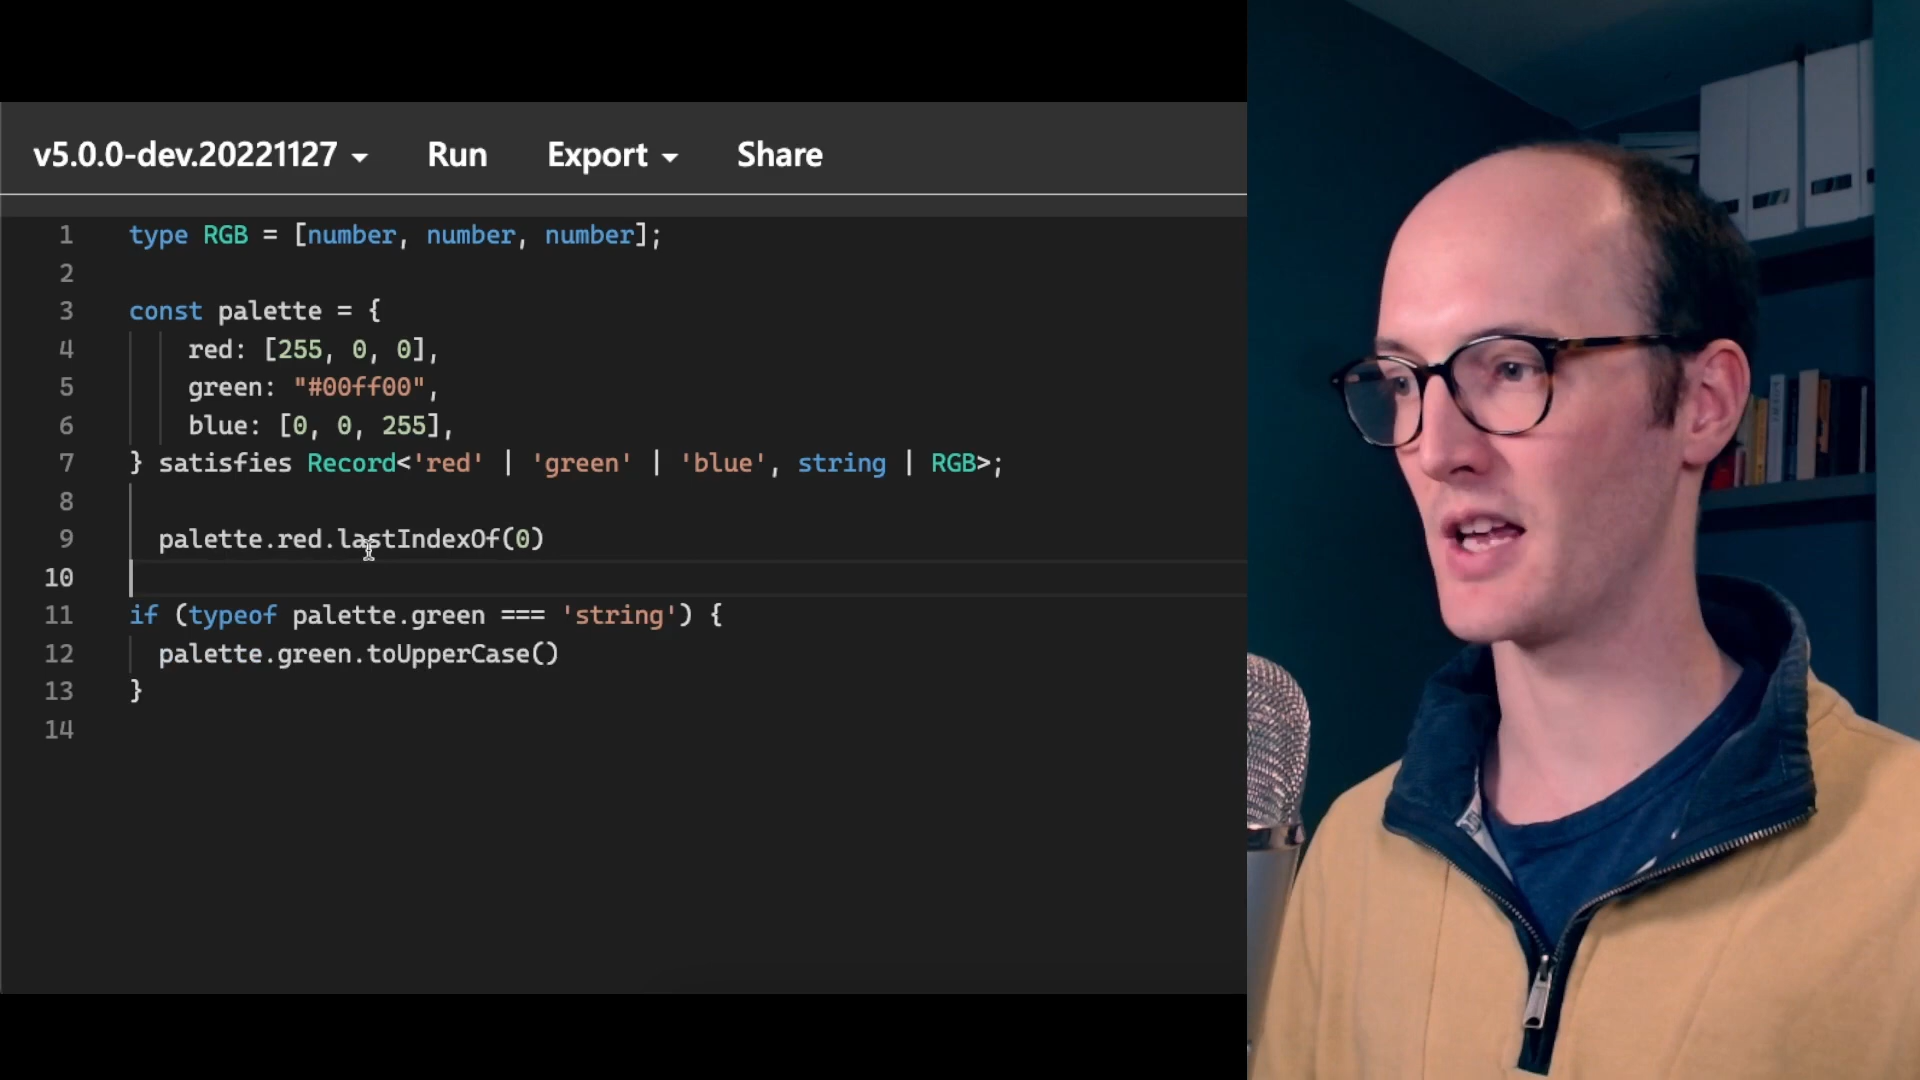 v5.0.0-dev.20221127 Run Export Share
1 type RGB = [number, number, number];
2
3 const palette = {
4 red: [255, 0, 0],
5 green: "#00ff00",
6 blue: [0, 0, 255],
7 } satisfies Record<'red' | 'green' | 'blue', string | RGB>;
8
9 palette.red.lastIndexOf(0)
10
11 if (typeof palette.green === 'string') {
12 palette.green.toUpperCase()
13 }
14